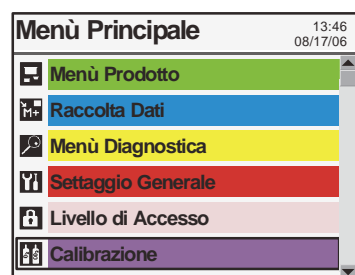 Menù Principale 13:46
08/17/06
Menù Prodotto
M+ Raccolta Dati
Menù Diagnostica
Settaggio Generale
Livello di Accesso
Calibrazione